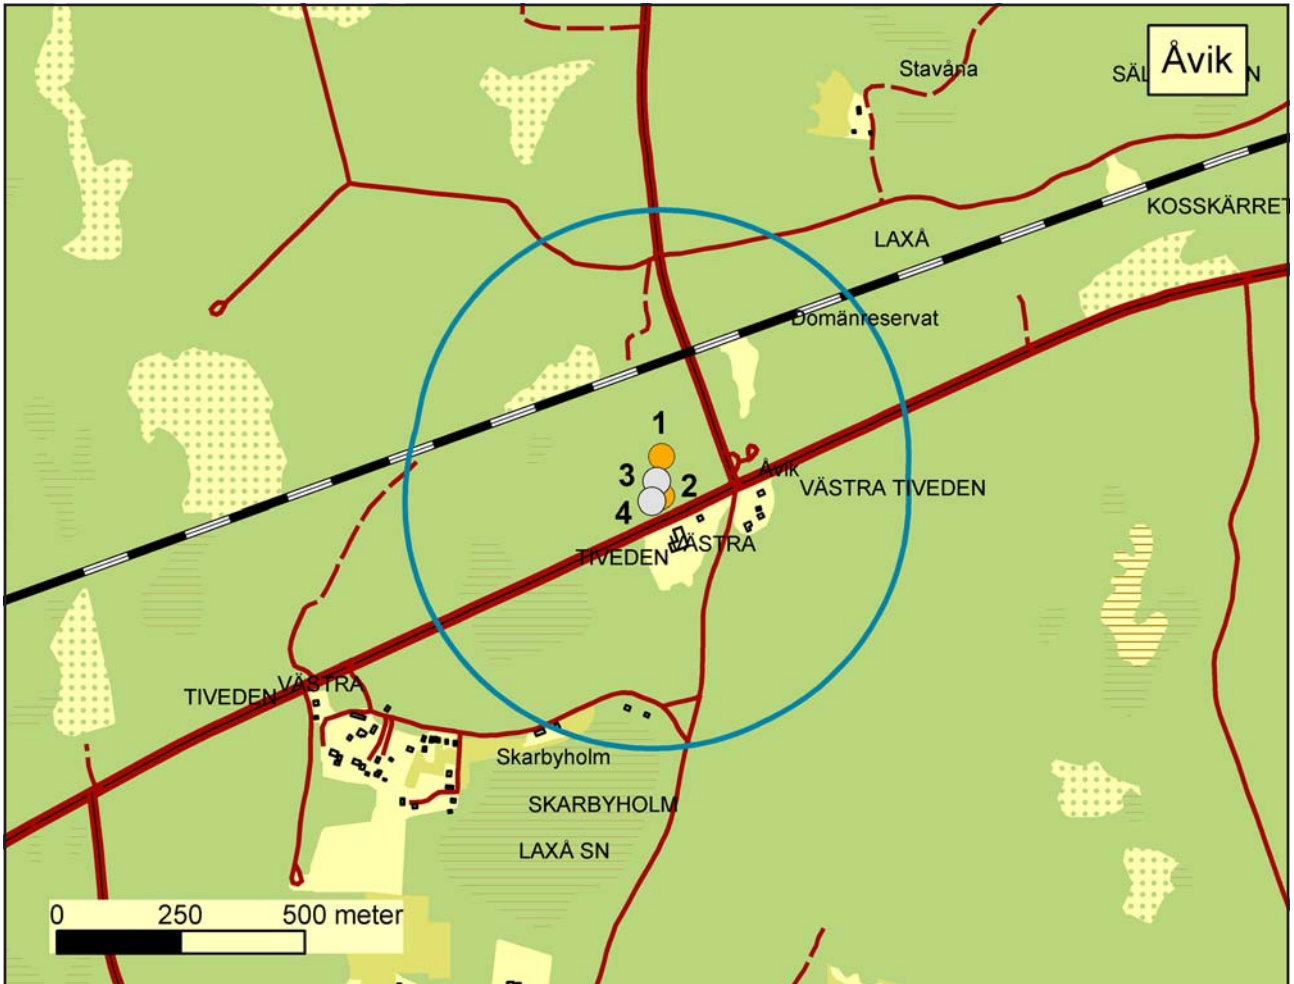 Åvik
Stavåna
SÄL N
KOSSKÄRRET
LAXÅ
Domänreservat
1
3
2
4
Åvik
VÄSTRA TIVEDEN
VÄSTRA
TIVEDEN
VÄSTRA
TIVEDEN
Skarbyholm
SKARBYHOLM
LAXÅ SN
0 250 500 meter